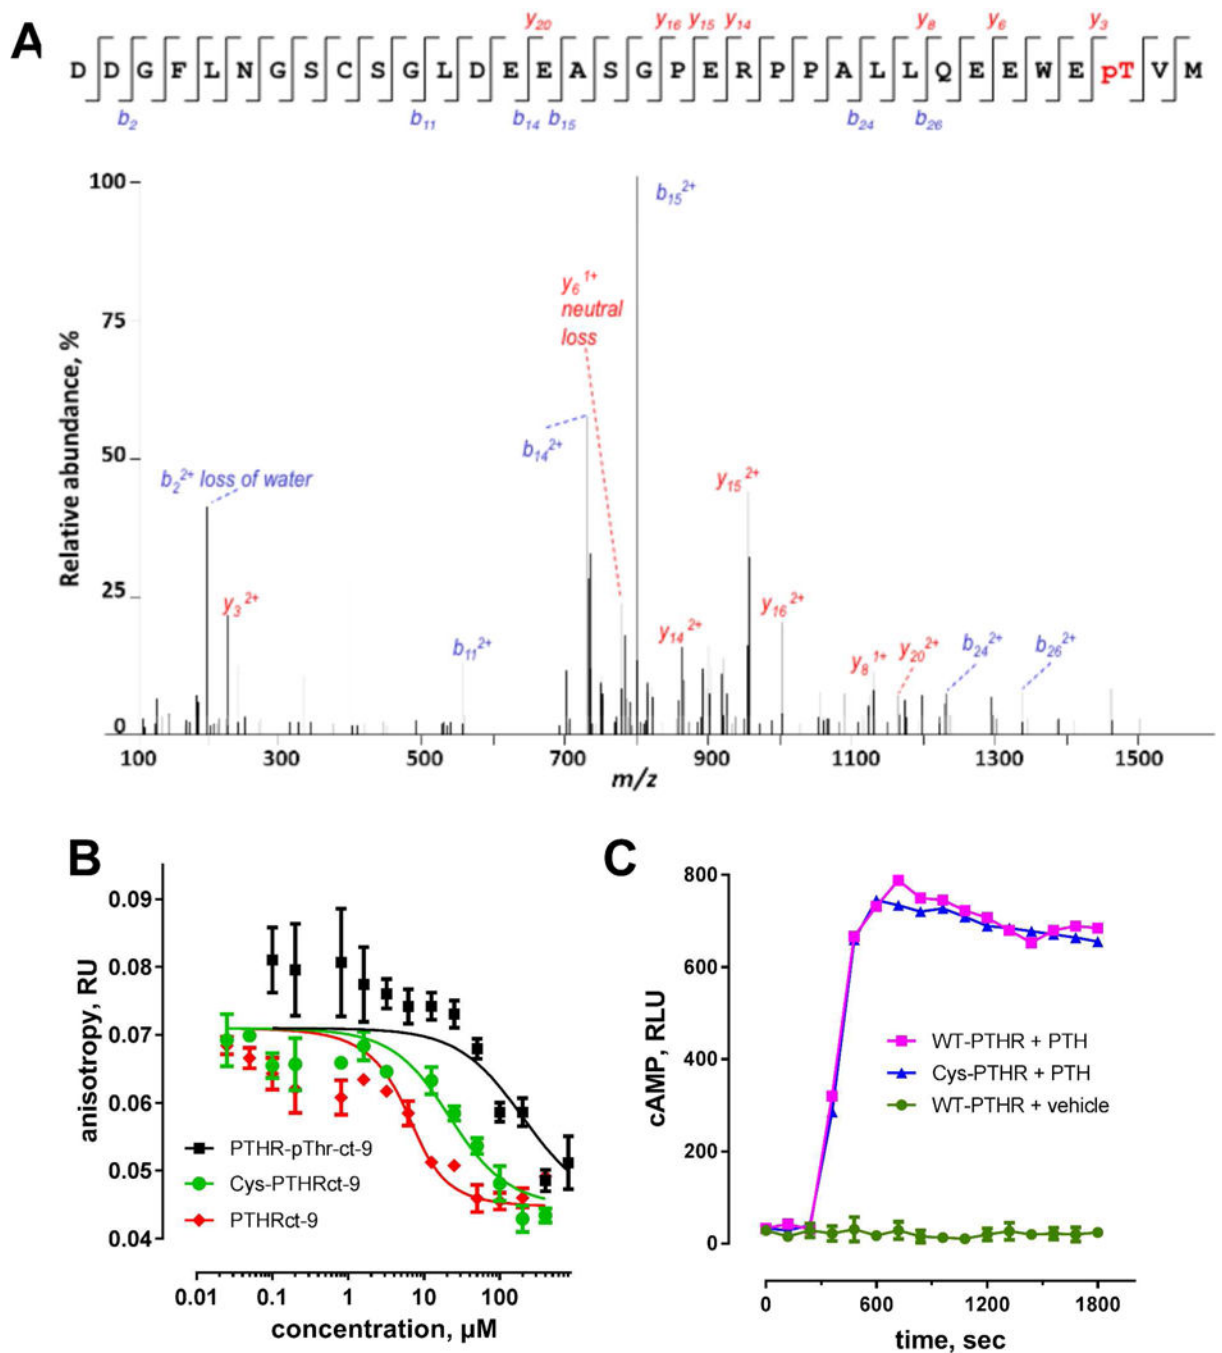 A
y20 y16 y15 y14 y8 y6 y3
D D G F L N G S C S G L D E E A S G P E R P P A L L Q E E W E pT V M
b2 b11 b14 b15 b24 b26
100
75
50
25
0
Relative abundance, %
b15 2+
y6 1+
neutral
loss
b14 2+
b2 2+ loss of water
y3 2+
b11 2+
y15 2+
y14 2+
y16 2+
y8 1+
y20 2+
b24 2+
b26 2+
100 300 500 700 900 1100 1300 1500
m/z
B
0.09
0.08
0.07
0.06
0.05
0.04
anisotropy, RU
PTHR-pThr-ct-9
Cys-PTHRct-9
PTHRct-9
0.01 0.1 1 10 100
concentration, µM
C
800
600
400
200
0
cAMP, RLU
WT-PTHR + PTH
Cys-PTHR + PTH
WT-PTHR + vehicle
0 600 1200 1800
time, sec